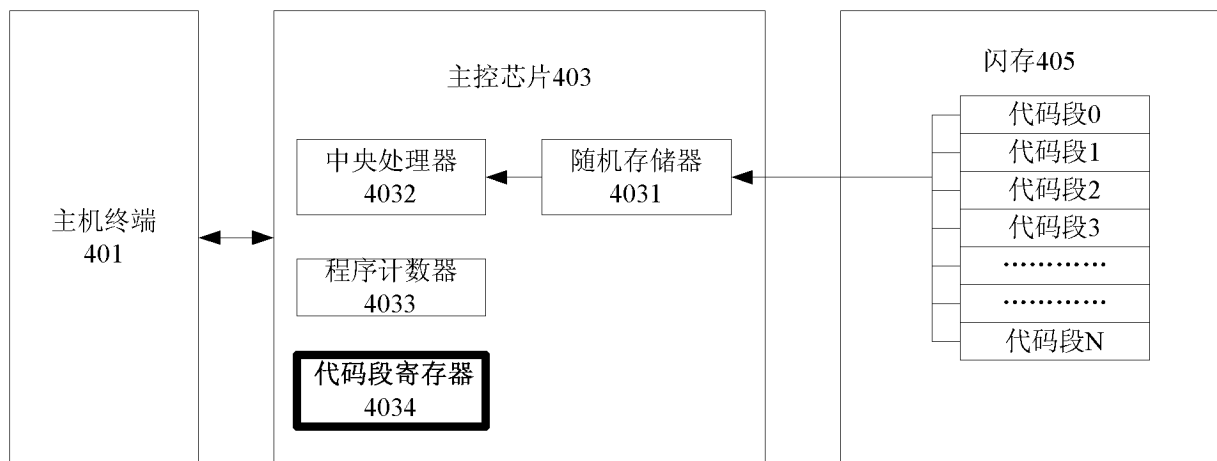 主机终端
401
主控芯片403
中央处理器
4032
随机存储器
4031
程序计数器
4033
代码段寄存器
4034
闪存405
代码段0
代码段1
代码段2
代码段3
…………
…………
代码段N